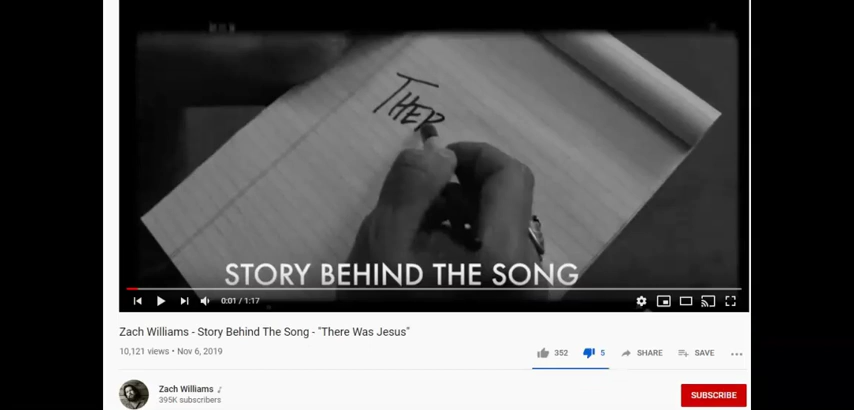 THER
STORY BEHIND THE SONG
0:01 / 1:17
Zach Williams - Story Behind The Song - "There Was Jesus"
10,121 views • Nov 6, 2019
352 5 SHARE SAVE
Zach Williams
395K subscribers
SUBSCRIBE